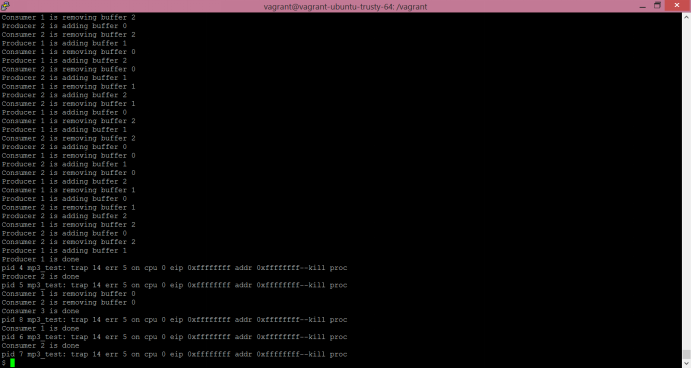 vagrant@vagrant-ubuntu-trusty-64: /vagrant
Consumer 1 is removing buffer 2
Producer 2 is adding buffer 0
Consumer 2 is removing buffer 2
Producer 1 is adding buffer 1
Consumer 1 is removing buffer 0
Producer 1 is adding buffer 2
Consumer 2 is removing buffer 0
Producer 2 is adding buffer 1
Consumer 1 is removing buffer 1
Producer 2 is adding buffer 2
Consumer 2 is removing buffer 1
Producer 1 is adding buffer 0
Consumer 1 is removing buffer 2
Producer 1 is adding buffer 1
Consumer 2 is removing buffer 2
Producer 2 is adding buffer 0
Consumer 1 is removing buffer 0
Producer 2 is adding buffer 1
Consumer 2 is removing buffer 0
Producer 1 is adding buffer 2
Consumer 1 is removing buffer 1
Producer 1 is adding buffer 0
Consumer 2 is removing buffer 1
Producer 2 is adding buffer 2
Consumer 1 is removing buffer 2
Producer 2 is adding buffer 0
Consumer 2 is removing buffer 2
Producer 1 is adding buffer 1
Producer 1 is done
pid 4 mp3_test: trap 14 err 5 on cpu 0 eip 0xffffffff addr 0xffffffff--kill proc
Producer 2 is done
pid 5 mp3_test: trap 14 err 5 on cpu 0 eip 0xffffffff addr 0xffffffff--kill proc
Consumer 1 is removing buffer 0
Consumer 2 is removing buffer 0
Consumer 3 is done
pid 8 mp3_test: trap 14 err 5 on cpu 0 eip 0xffffffff addr 0xffffffff--kill proc
Consumer 1 is done
pid 6 mp3_test: trap 14 err 5 on cpu 0 eip 0xffffffff addr 0xffffffff--kill proc
Consumer 2 is done
pid 7 mp3_test: trap 14 err 5 on cpu 0 eip 0xffffffff addr 0xffffffff--kill proc
$